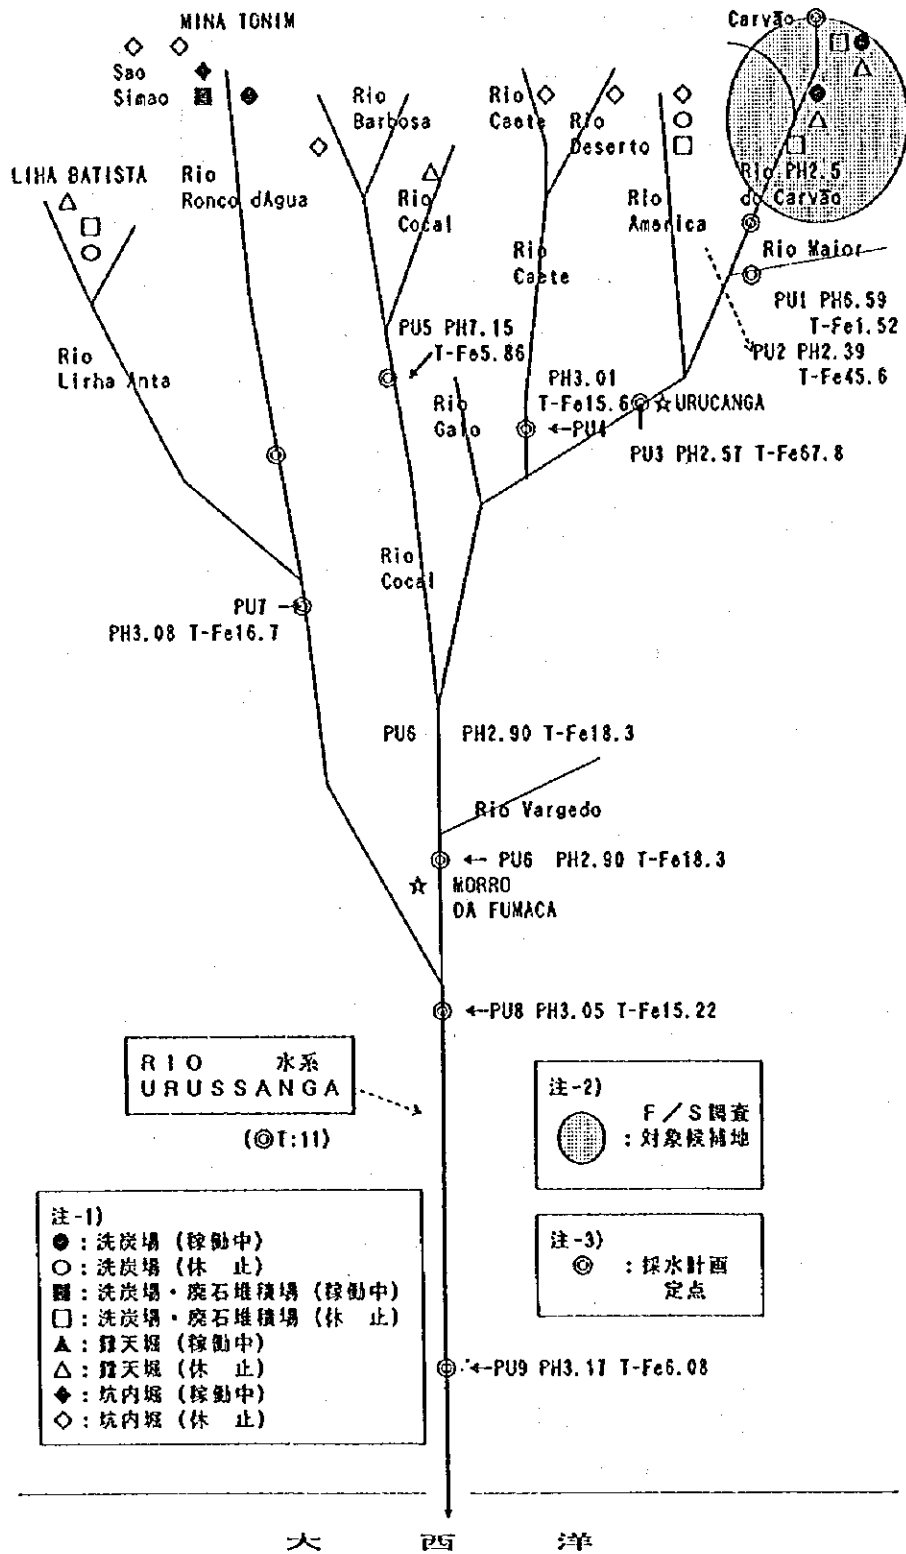 MINA TONIM
Carvão
Sao
Simao
Rio
Barbosa
Rio
Caete
Rio
Deserto
LIHA BATISTA
Rio
Ronco dAgua
Rio
Cocal
Rio
America
Rio PH2.5
do Carvão
Rio
Caete
Rio Maior
PU1 PH6.59
T-Fe1.52
PU2 PH2.39
T-Fe45.6
Rio
Lirha Anta
PU5 PH7.15
T-Fe5.86
PH3.01
T-Fe15.6
☆URUCANGA
Rio
Galo
←PU4
PU3 PH2.57 T-Fe67.8
Rio
Cocal
PU7 →
PH3.08 T-Fe16.7
PU6 PH2.90 T-Fe18.3
Rio Vargedo
← PU6 PH2.90 T-Fe18.3
☆ MORRO
DA FUMACA
←PU8 PH3.05 T-Fe15.22
RIO 水系
URUSSANGA
(◎T:11)
注-2)
F/S調査
:対象候補地
注-1)
●:洗炭場(稼働中)
○:洗炭場(休 止)
■:洗炭場・廃石堆積場(稼働中)
□:洗炭場・廃石堆積場(休 止)
▲:露天堀(稼働中)
△:露天堀(休 止)
◆:坑内堀(稼働中)
◇:坑内堀(休 止)
注-3)
◎ :採水計画
定点
←PU9 PH3.17 T-Fe6.08
大 西 洋